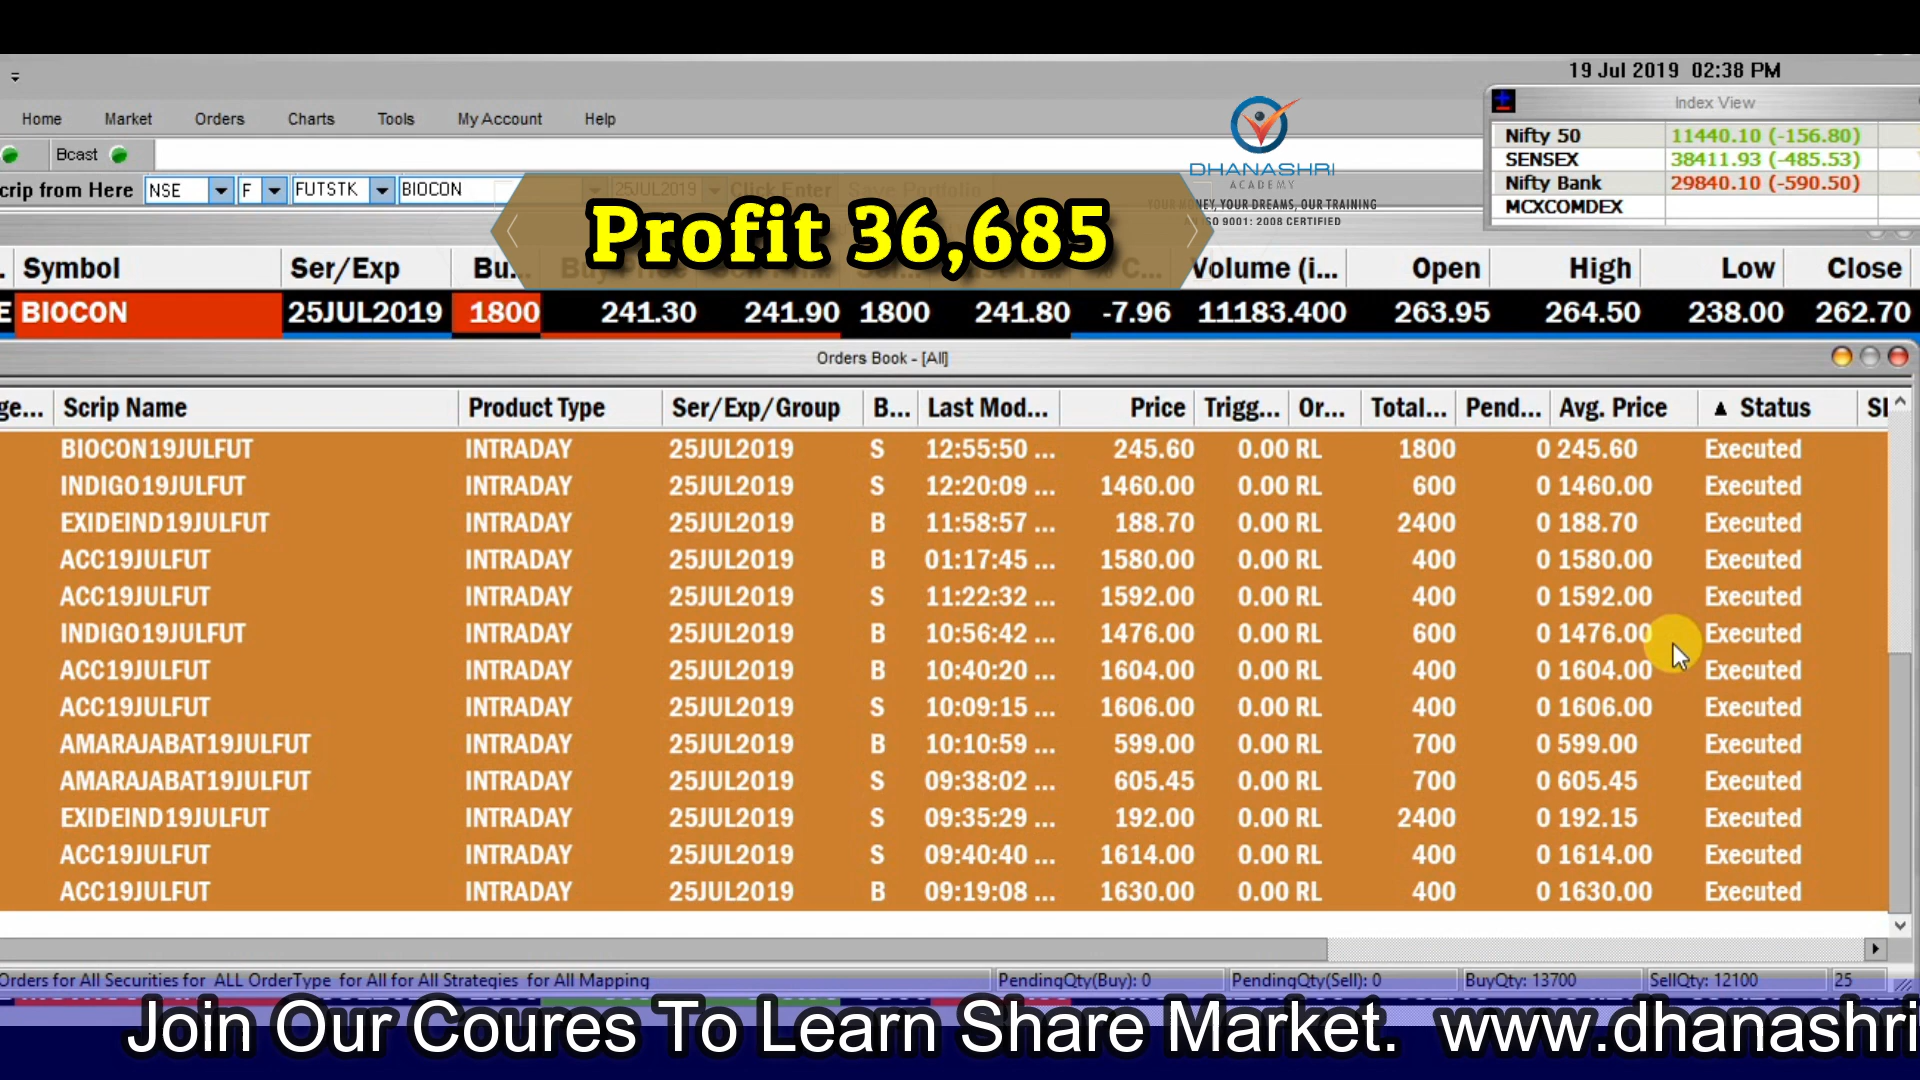 19 Jul 2019 02:38 PM
Home Market Orders Charts Tools My Account Help
Index View
Nifty 50 11440.10 (-156.80)
SENSEX 38411.93 (-485.53)
Nifty Bank 29840.10 (-590.50)
MCXCOMDEX
Bcast
DHANASHRI
ACADEMY
YOUR MONEY, YOUR DREAMS, OUR TRAINING
ISO 9001: 2008 CERTIFIED
crip from Here NSE F FUTSTK BIOCON 25JUL2019 Click Enter Save Portfolio
Profit 36,685
Symbol Ser/Exp Bu... Volume (i... Open High Low Close
E BIOCON 25JUL2019 1800 241.30 241.90 1800 241.80 -7.96 11183.400 263.95 264.50 238.00 262.70
Orders Book - [All]
ge... Scrip Name Product Type Ser/Exp/Group B... Last Mod... Price Trigg... Or... Total... Pend... Avg. Price ▲ Status
BIOCON19JULFUT INTRADAY 25JUL2019 S 12:55:50 ... 245.60 0.00 RL 1800 0 245.60 Executed
INDIGO19JULFUT INTRADAY 25JUL2019 S 12:20:09 ... 1460.00 0.00 RL 600 0 1460.00 Executed
EXIDEIND19JULFUT INTRADAY 25JUL2019 B 11:58:57 ... 188.70 0.00 RL 2400 0 188.70 Executed
ACC19JULFUT INTRADAY 25JUL2019 B 01:17:45 ... 1580.00 0.00 RL 400 0 1580.00 Executed
ACC19JULFUT INTRADAY 25JUL2019 S 11:22:32 ... 1592.00 0.00 RL 400 0 1592.00 Executed
INDIGO19JULFUT INTRADAY 25JUL2019 B 10:56:42 ... 1476.00 0.00 RL 600 0 1476.00 Executed
ACC19JULFUT INTRADAY 25JUL2019 B 10:40:20 ... 1604.00 0.00 RL 400 0 1604.00 Executed
ACC19JULFUT INTRADAY 25JUL2019 S 10:09:15 ... 1606.00 0.00 RL 400 0 1606.00 Executed
AMARAJABAT19JULFUT INTRADAY 25JUL2019 B 10:10:59 ... 599.00 0.00 RL 700 0 599.00 Executed
AMARAJABAT19JULFUT INTRADAY 25JUL2019 S 09:38:02 ... 605.45 0.00 RL 700 0 605.45 Executed
EXIDEIND19JULFUT INTRADAY 25JUL2019 S 09:35:29 ... 192.00 0.00 RL 2400 0 192.15 Executed
ACC19JULFUT INTRADAY 25JUL2019 S 09:40:40 ... 1614.00 0.00 RL 400 0 1614.00 Executed
ACC19JULFUT INTRADAY 25JUL2019 B 09:19:08 ... 1630.00 0.00 RL 400 0 1630.00 Executed
Orders for All Securities for ALL OrderType for All for All Strategies for All Mapping PendingQty(Buy): 0 PendingQty(Sell): 0 BuyQty: 13700 SellQty: 12100 25
Join Our Coures To Learn Share Market. www.dhanashri